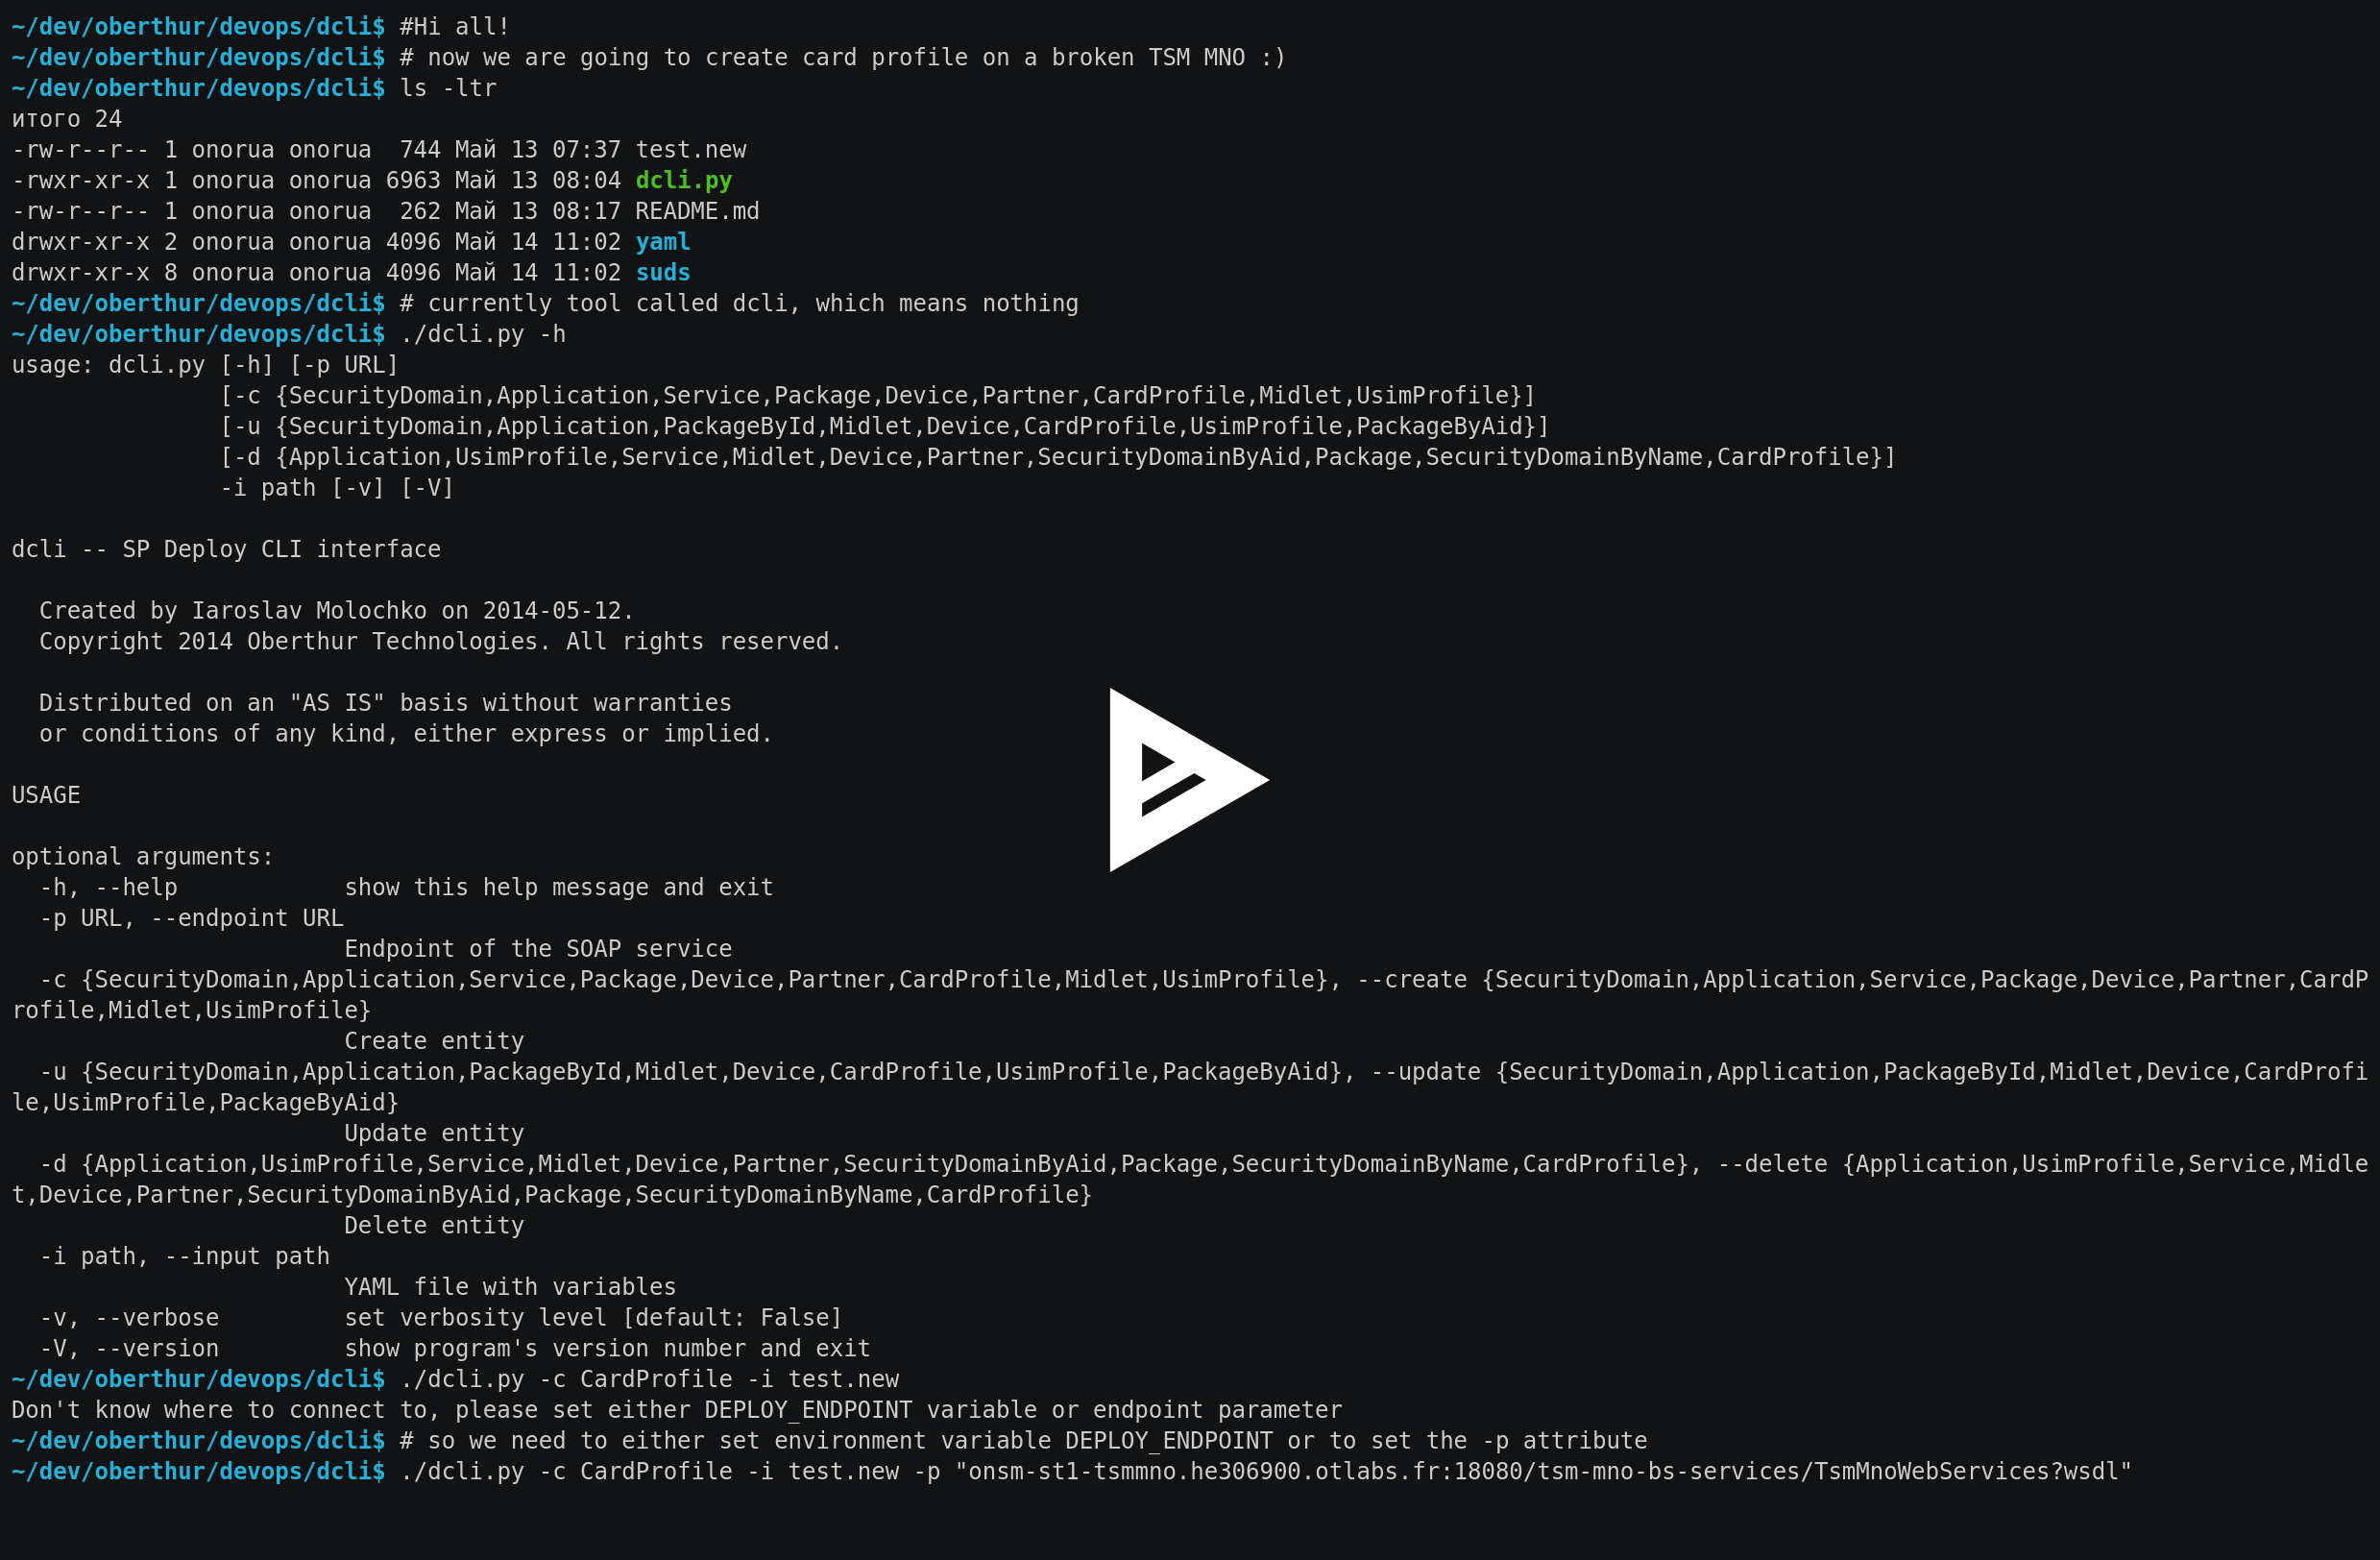 ~/dev/oberthur/devops/dcli$ #Hi all!
~/dev/oberthur/devops/dcli$ # now we are going to create card profile on a broken TSM MNO :)
~/dev/oberthur/devops/dcli$ ls -ltr
итого 24
-rw-r--r-- 1 onorua onorua  744 Май 13 07:37 test.new
-rwxr-xr-x 1 onorua onorua 6963 Май 13 08:04 dcli.py
-rw-r--r-- 1 onorua onorua  262 Май 13 08:17 README.md
drwxr-xr-x 2 onorua onorua 4096 Май 14 11:02 yaml
drwxr-xr-x 8 onorua onorua 4096 Май 14 11:02 suds
~/dev/oberthur/devops/dcli$ # currently tool called dcli, which means nothing
~/dev/oberthur/devops/dcli$ ./dcli.py -h
usage: dcli.py [-h] [-p URL]
               [-c {SecurityDomain,Application,Service,Package,Device,Partner,CardProfile,Midlet,UsimProfile}]
               [-u {SecurityDomain,Application,PackageById,Midlet,Device,CardProfile,UsimProfile,PackageByAid}]
               [-d {Application,UsimProfile,Service,Midlet,Device,Partner,SecurityDomainByAid,Package,SecurityDomainByName,CardProfile}]
               -i path [-v] [-V]

dcli -- SP Deploy CLI interface

  Created by Iaroslav Molochko on 2014-05-12.
  Copyright 2014 Oberthur Technologies. All rights reserved.

  Distributed on an "AS IS" basis without warranties
  or conditions of any kind, either express or implied.

USAGE

optional arguments:
  -h, --help            show this help message and exit
  -p URL, --endpoint URL
                        Endpoint of the SOAP service
  -c {SecurityDomain,Application,Service,Package,Device,Partner,CardProfile,Midlet,UsimProfile}, --create {SecurityDomain,Application,Service,Package,Device,Partner,CardP
rofile,Midlet,UsimProfile}
                        Create entity
  -u {SecurityDomain,Application,PackageById,Midlet,Device,CardProfile,UsimProfile,PackageByAid}, --update {SecurityDomain,Application,PackageById,Midlet,Device,CardProfi
le,UsimProfile,PackageByAid}
                        Update entity
  -d {Application,UsimProfile,Service,Midlet,Device,Partner,SecurityDomainByAid,Package,SecurityDomainByName,CardProfile}, --delete {Application,UsimProfile,Service,Midle
t,Device,Partner,SecurityDomainByAid,Package,SecurityDomainByName,CardProfile}
                        Delete entity
  -i path, --input path
                        YAML file with variables
  -v, --verbose         set verbosity level [default: False]
  -V, --version         show program's version number and exit
~/dev/oberthur/devops/dcli$ ./dcli.py -c CardProfile -i test.new
Don't know where to connect to, please set either DEPLOY_ENDPOINT variable or endpoint parameter
~/dev/oberthur/devops/dcli$ # so we need to either set environment variable DEPLOY_ENDPOINT or to set the -p attribute
~/dev/oberthur/devops/dcli$ ./dcli.py -c CardProfile -i test.new -p "onsm-st1-tsmmno.he306900.otlabs.fr:18080/tsm-mno-bs-services/TsmMnoWebServices?wsdl"